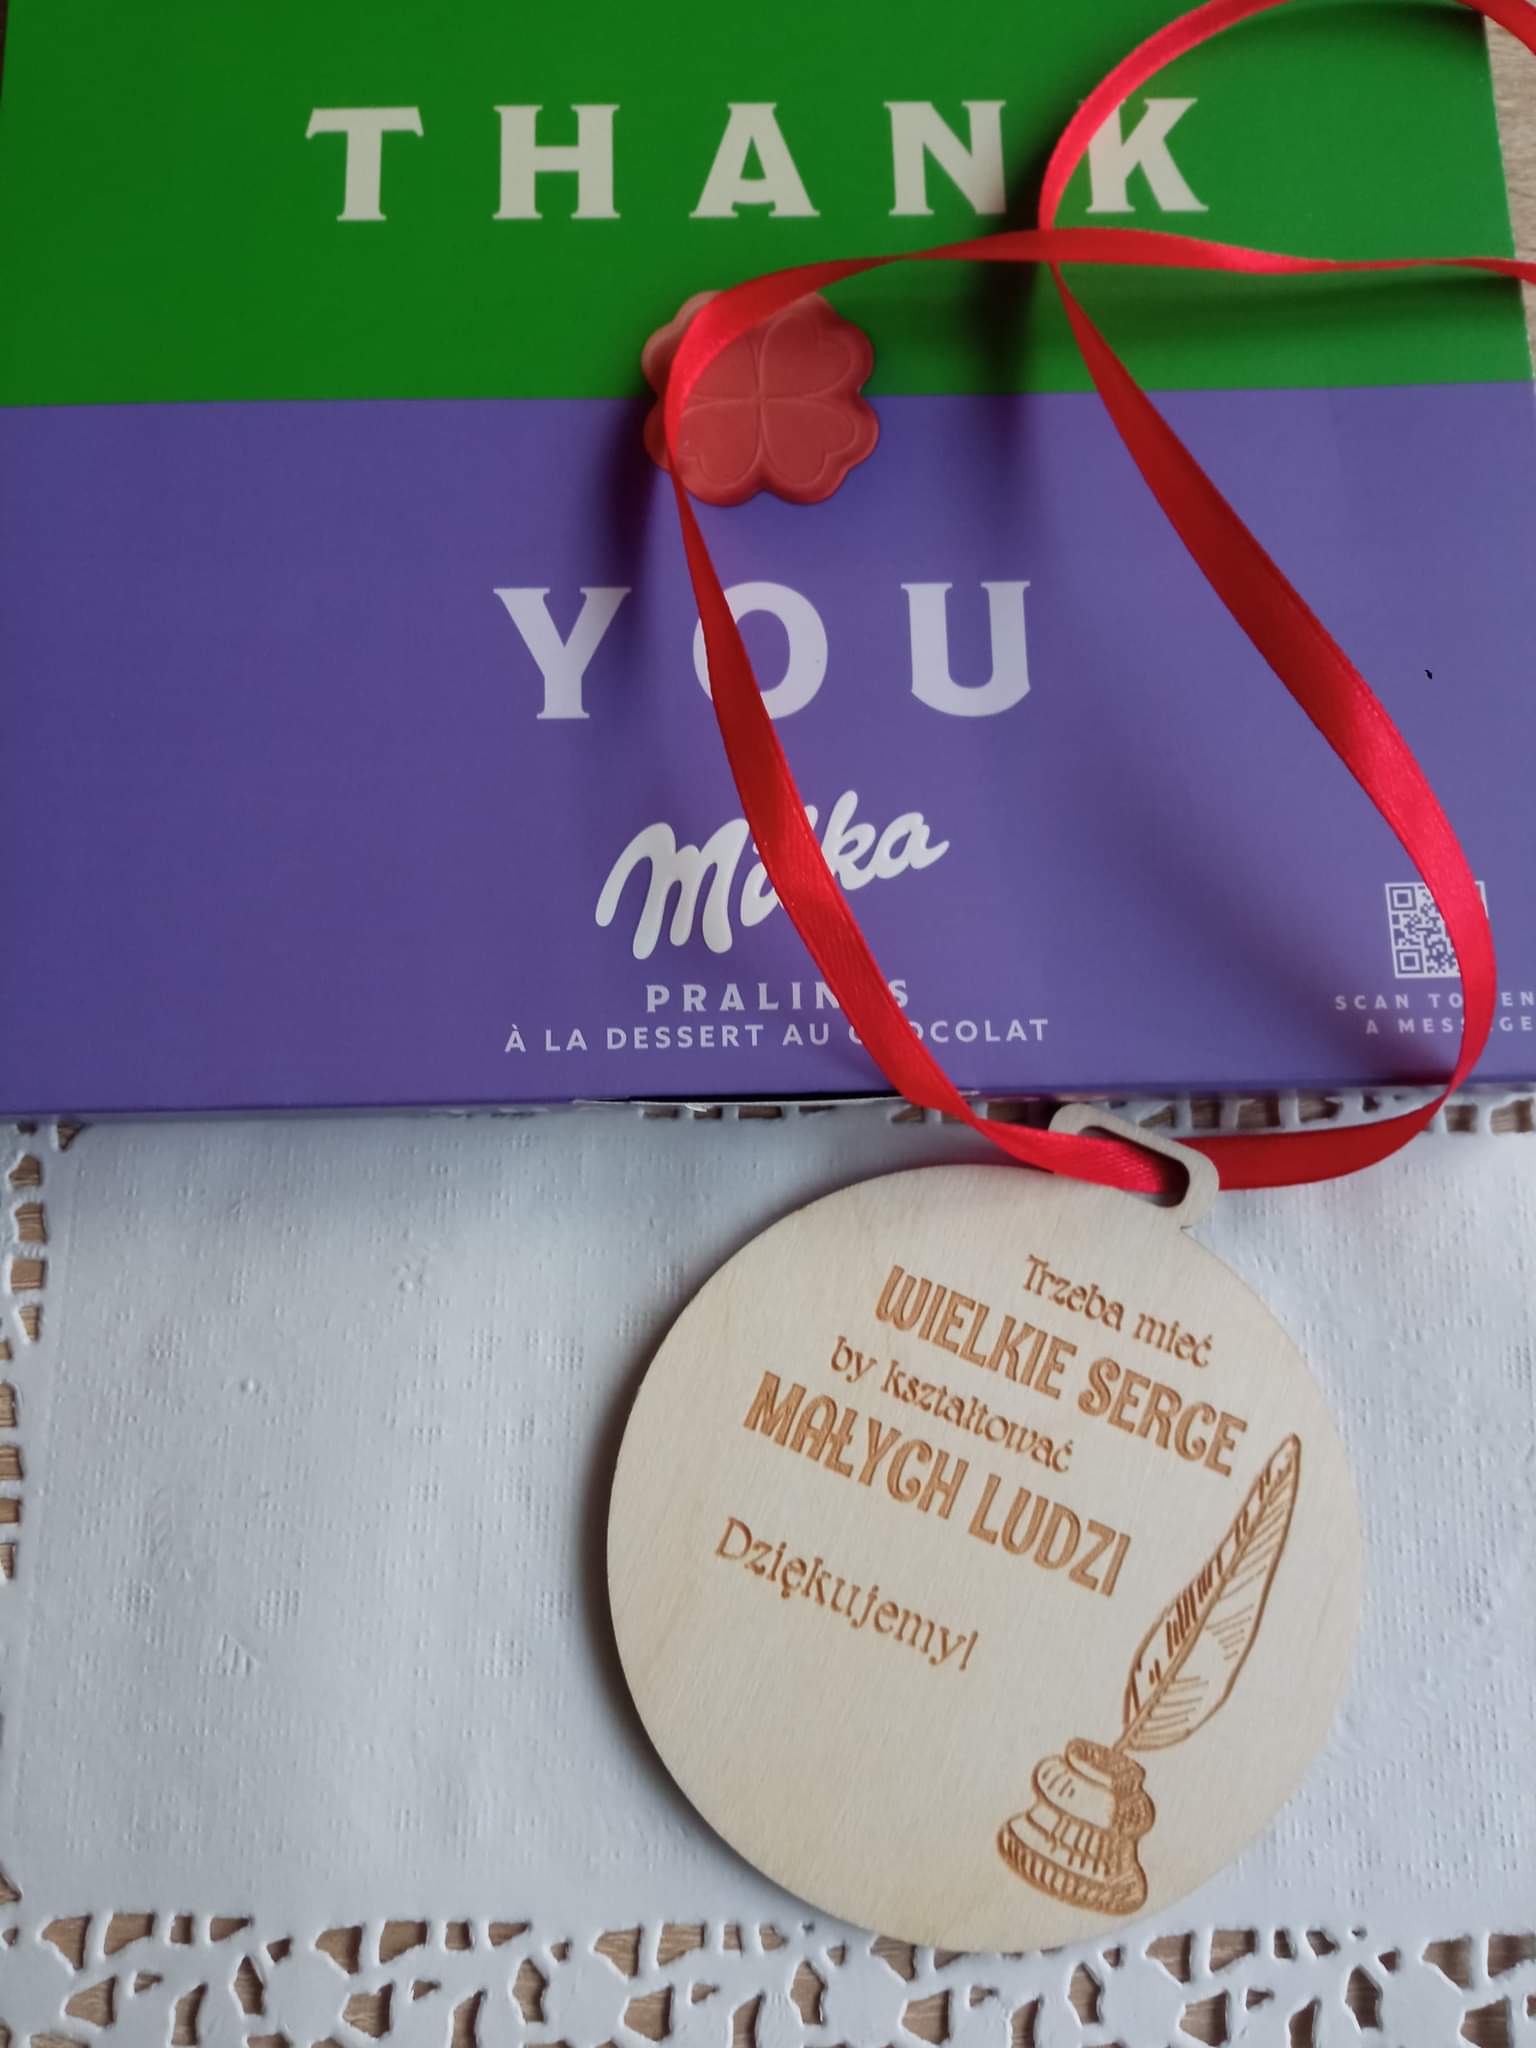 THANK
YOU
Milka
PRALINES
À LA DESSERT AU CHOCOLAT
SCAN TO
A MESSAGE
Trzeba mieć
WIELKIE SERCE
by kształtować
MAŁYCH LUDZI
Dziękujemy!